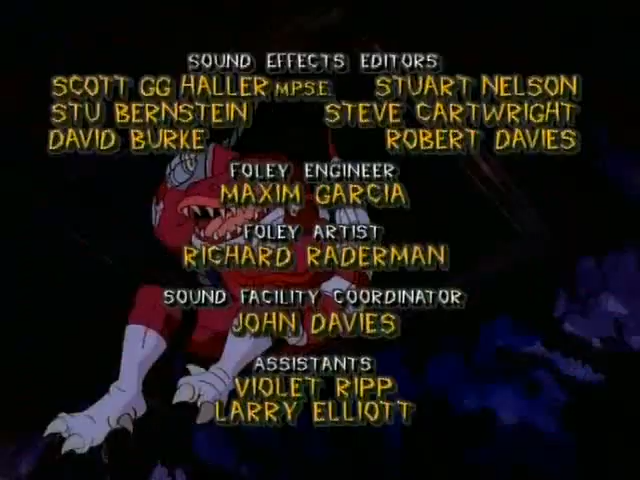 SOUND EFFECTS EDITORS
SCOTT GG HALLER MPSE STUART NELSON
STU BERNSTEIN STEVE CARTWRIGHT
DAVID BURKE ROBERT DAVIES
FOLEY ENGINEER
MAXIM GARCIA
FOLEY ARTIST
RICHARD RADERMAN
SOUND FACILITY COORDINATOR
JOHN DAVIES
ASSISTANTS
VIOLET RIPP
LARRY ELLIOTT